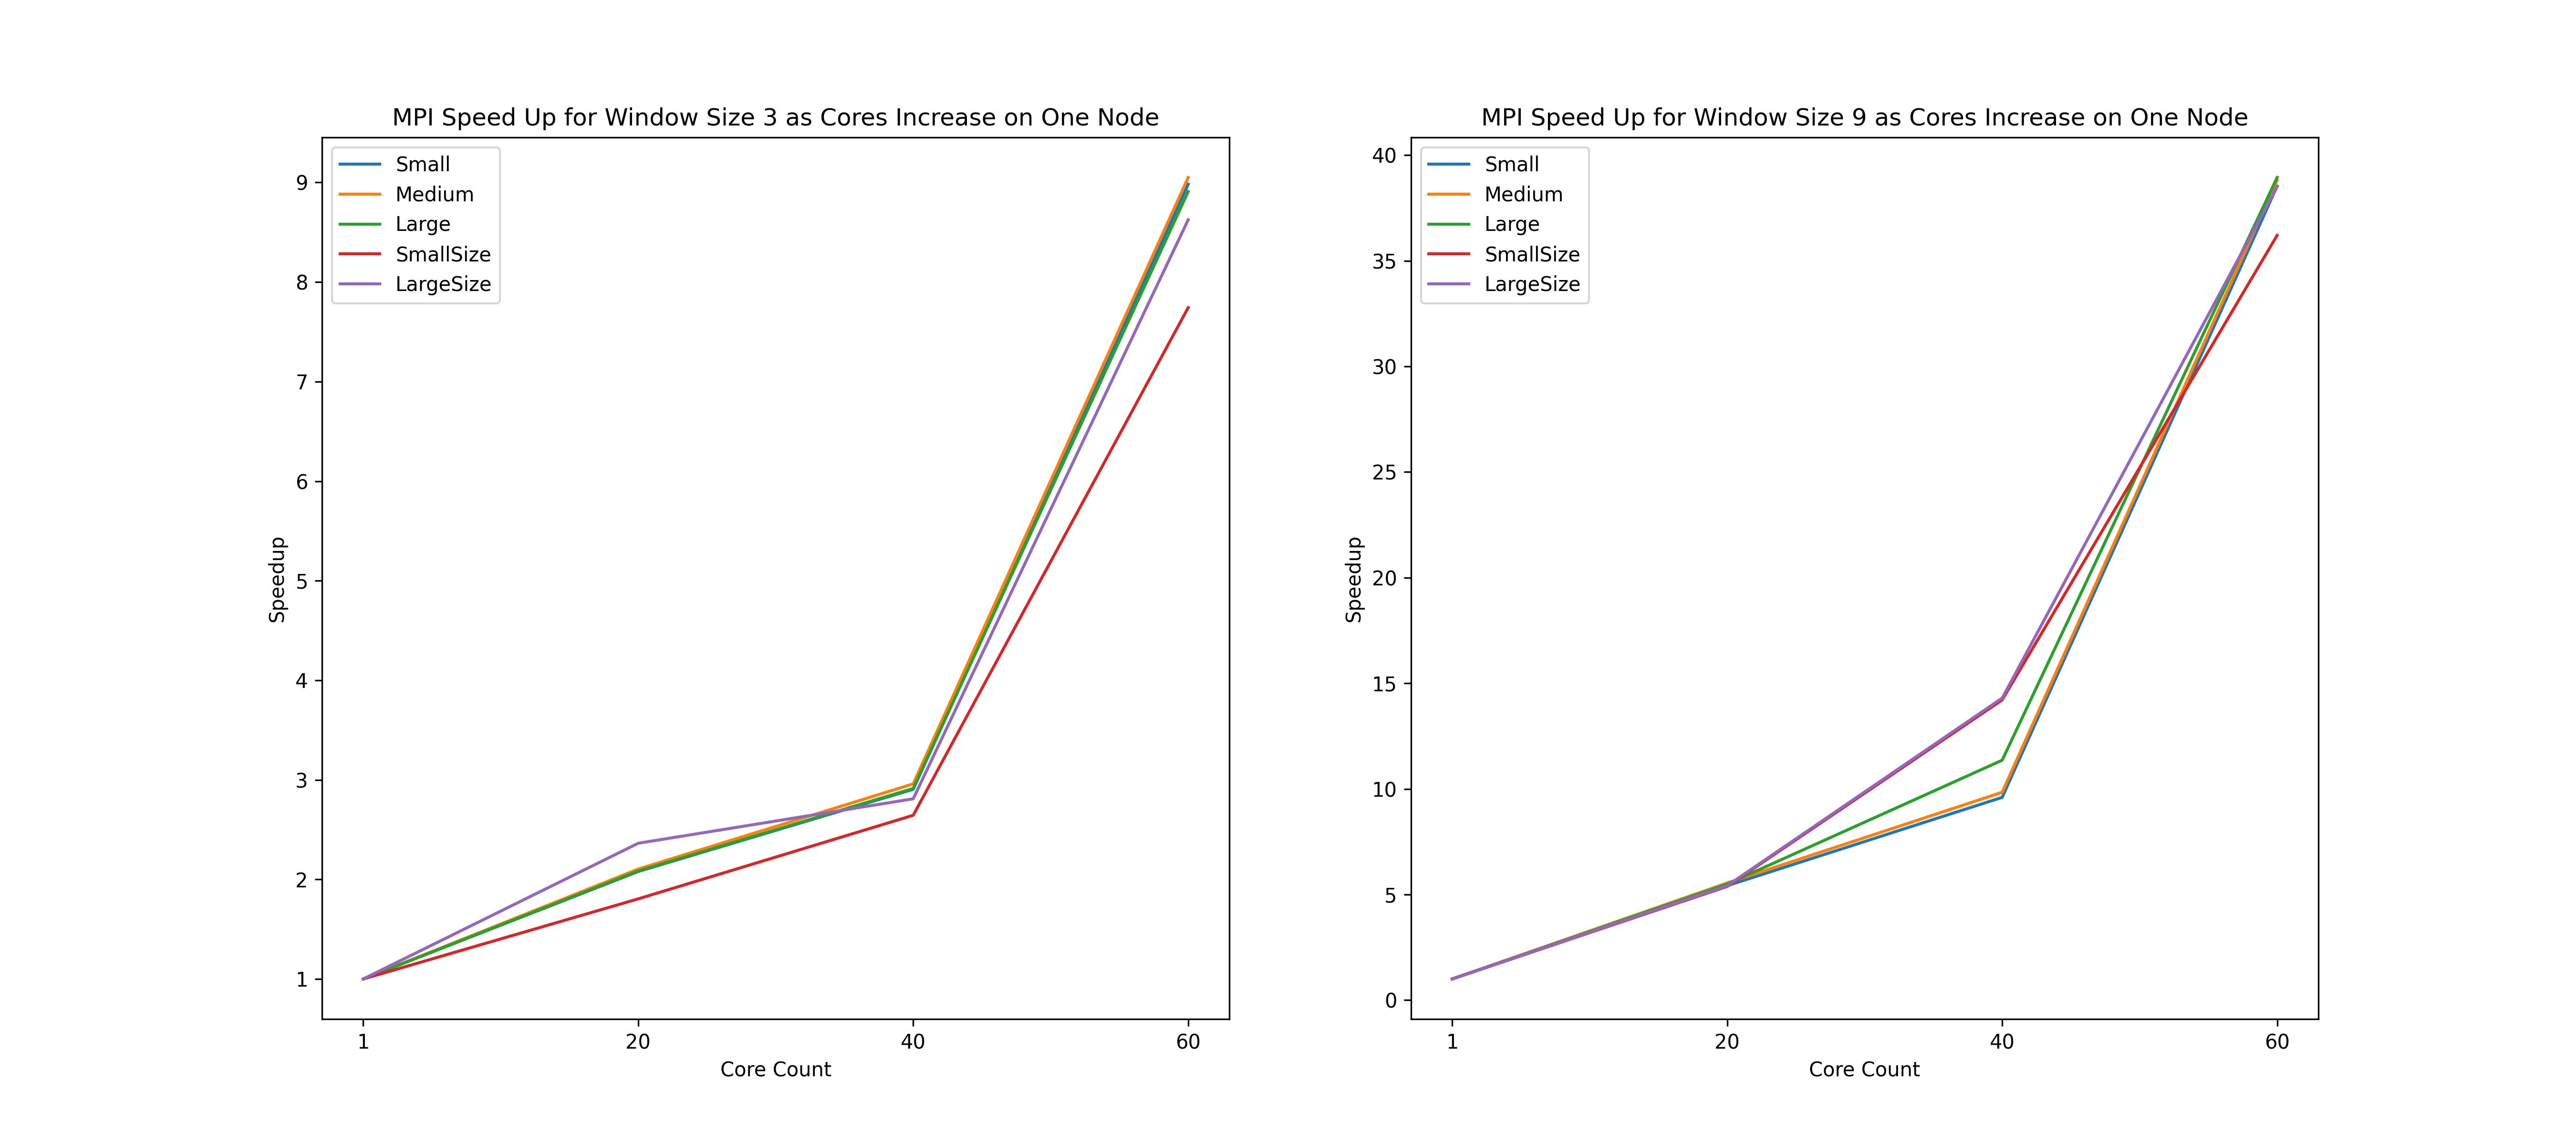 MPI Speed Up for Window Size 3 as Cores Increase on One Node
Small
Medium
Large
SmallSize
LargeSize
9
8
7
6
5
4
3
2
1
Speedup
1 20 40 60
Core Count
MPI Speed Up for Window Size 9 as Cores Increase on One Node
Small
Medium
Large
SmallSize
LargeSize
40
35
30
25
20
15
10
5
0
Speedup
1 20 40 60
Core Count